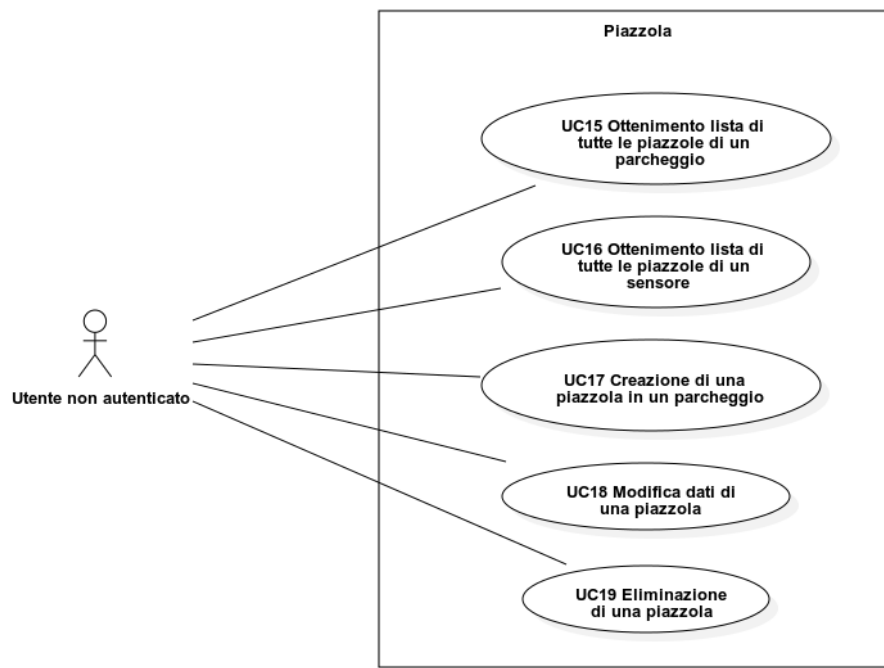 Piazzola
UC15 Ottenimento lista di
tutte le piazzole di un
parcheggio
UC16 Ottenimento lista di
tutte le piazzole di un
sensore
UC17 Creazione di una
piazzola in un parcheggio
Utente non autenticato
UC18 Modifica dati di
una piazzola
UC19 Eliminazione
di una piazzola